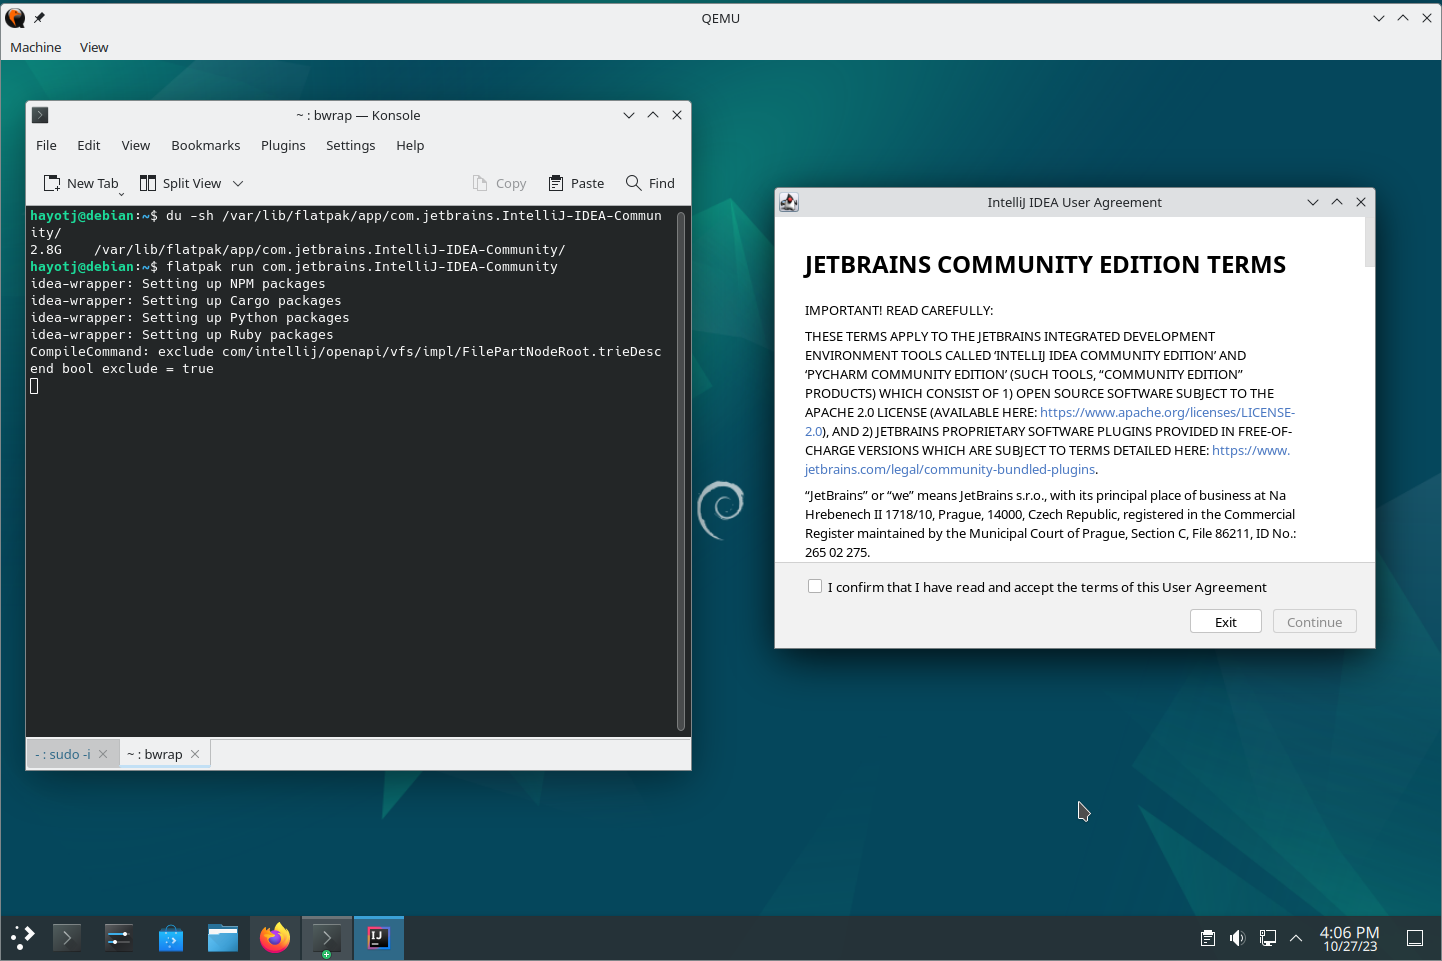 QEMU
Machine View
~ : bwrap — Konsole
File Edit View Bookmarks Plugins Settings Help
New Tab Split View Copy Paste Find
hayotj@debian:~$ du -sh /var/lib/flatpak/app/com.jetbrains.IntelliJ-IDEA-Commun
ity/
2.8G    /var/lib/flatpak/app/com.jetbrains.IntelliJ-IDEA-Community/
hayotj@debian:~$ flatpak run com.jetbrains.IntelliJ-IDEA-Community
idea-wrapper: Setting up NPM packages
idea-wrapper: Setting up Cargo packages
idea-wrapper: Setting up Python packages
idea-wrapper: Setting up Ruby packages
CompileCommand: exclude com/intellij/openapi/vfs/impl/FilePartNodeRoot.trieDesc
end bool exclude = true
- : sudo -i
~ : bwrap
IntelliJ IDEA User Agreement
JETBRAINS COMMUNITY EDITION TERMS
IMPORTANT! READ CAREFULLY:
THESE TERMS APPLY TO THE JETBRAINS INTEGRATED DEVELOPMENT
ENVIRONMENT TOOLS CALLED ‘INTELLIJ IDEA COMMUNITY EDITION’ AND
‘PYCHARM COMMUNITY EDITION’ (SUCH TOOLS, “COMMUNITY EDITION”
PRODUCTS) WHICH CONSIST OF 1) OPEN SOURCE SOFTWARE SUBJECT TO THE
APACHE 2.0 LICENSE (AVAILABLE HERE: https://www.apache.org/licenses/LICENSE-
2.0), AND 2) JETBRAINS PROPRIETARY SOFTWARE PLUGINS PROVIDED IN FREE-OF-
CHARGE VERSIONS WHICH ARE SUBJECT TO TERMS DETAILED HERE: https://www.
jetbrains.com/legal/community-bundled-plugins.
“JetBrains” or “we” means JetBrains s.r.o., with its principal place of business at Na
Hrebenech II 1718/10, Prague, 14000, Czech Republic, registered in the Commercial
Register maintained by the Municipal Court of Prague, Section C, File 86211, ID No.:
265 02 275.
I confirm that I have read and accept the terms of this User Agreement
Exit Continue
IJ
4:06 PM
10/27/23